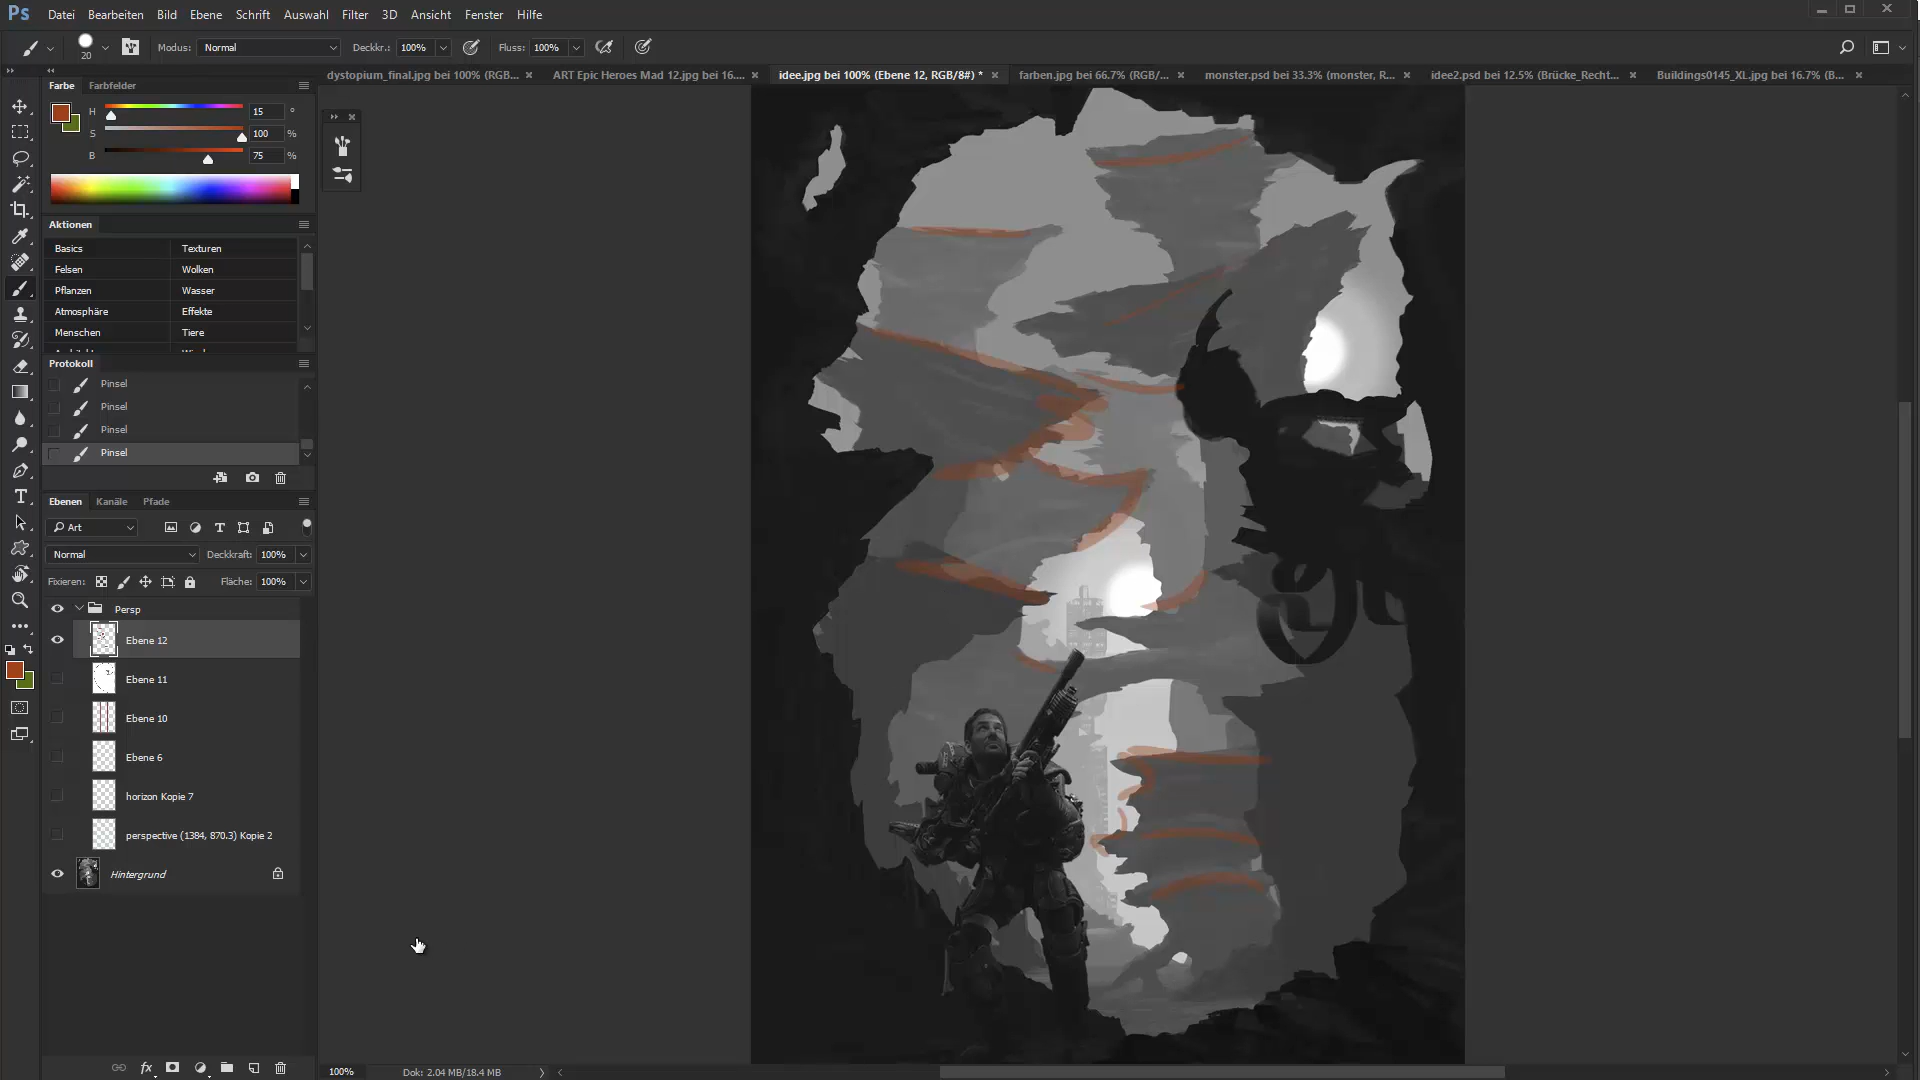 Ps Datei Bearbeiten Bild Ebene Schrift Auswahl Filter 3D Ansicht Fenster Hilfe
20 Modus: Normal Deckkr.: 100% Fluss: 100%
dystopium_final.jpg bei 100% (RGB... × ART Epic Heroes Mad 12.jpg bei 16.... × idee.jpg bei 100% (Ebene 12, RGB/8#) * × farben.jpg bei 66.7% (RGB/... × monster.psd bei 33.3% (monster, R... × idee2.psd bei 12.5% (Brücke_Recht... × Buildings0145_XL.jpg bei 16.7% (B... ×
Farbe Farbfelder
H 15 °
S 100 %
B 75 %
Aktionen
Basics Texturen
Felsen Wolken
Pflanzen Wasser
Atmosphäre Effekte
Menschen Tiere
Protokoll
Pinsel
Pinsel
Pinsel
Pinsel
Ebenen Kanäle Pfade
Art
Normal Deckkraft: 100%
Fixieren: Fläche: 100%
Persp
Ebene 12
Ebene 11
Ebene 10
Ebene 6
horizon Kopie 7
perspective (1384, 870.3) Kopie 2
Hintergrund
fx
100% Dok: 2.04 MB/18.4 MB